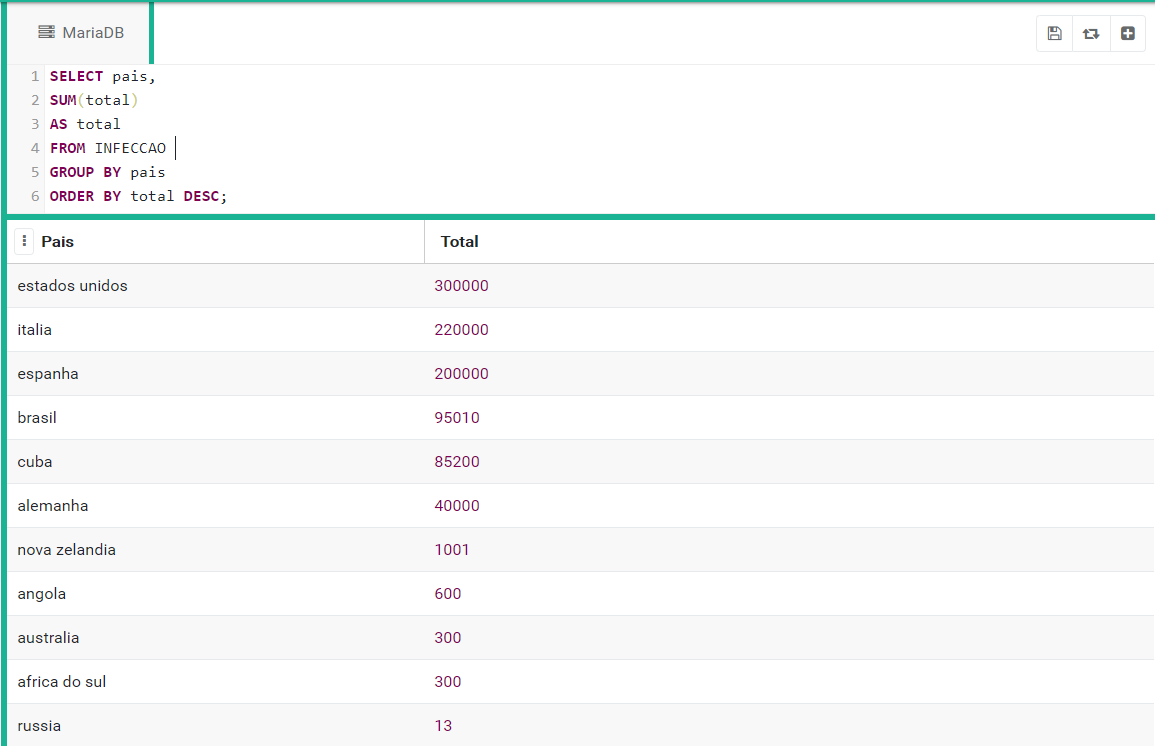 MariaDB
1 SELECT pais,
2 SUM(total)
3 AS total
4 FROM INFECCAO
5 GROUP BY pais
6 ORDER BY total DESC;
Pais Total
estados unidos 300000
italia 220000
espanha 200000
brasil 95010
cuba 85200
alemanha 40000
nova zelandia 1001
angola 600
australia 300
africa do sul 300
russia 13